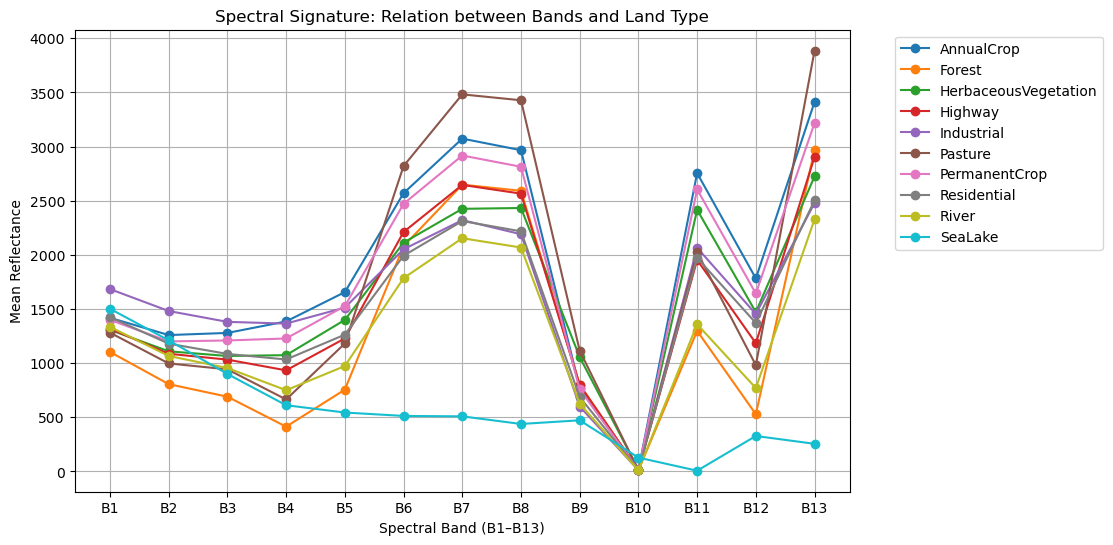 Spectral Signature: Relation between Bands and Land Type
4000
3500
3000
2500
2000
1500
1000
500
0
Mean Reflectance
B1 B2 B3 B4 B5 B6 B7 B8 B9 B10 B11 B12 B13
Spectral Band (B1–B13)
AnnualCrop
Forest
HerbaceousVegetation
Highway
Industrial
Pasture
PermanentCrop
Residential
River
SeaLake